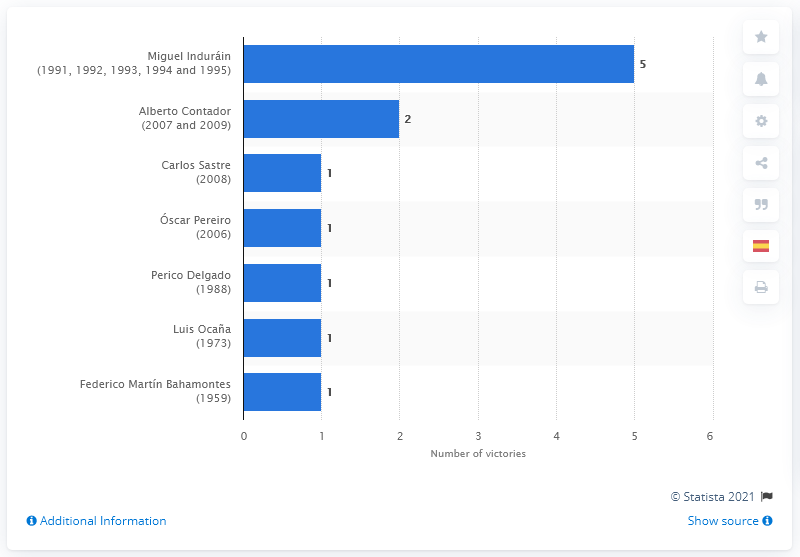 Miguel Induráin
(1991, 1992, 1993, 1994 and 1995)
5
Alberto Contador
(2007 and 2009)
2
Carlos Sastre
(2008)
1
Óscar Pereiro
(2006)
1
Perico Delgado
(1988)
1
Luis Ocaña
(1973)
1
Federico Martín Bahamontes
(1959)
1
0 1 2 3 4 5 6
Number of victories
© Statista 2021
Additional Information
Show source